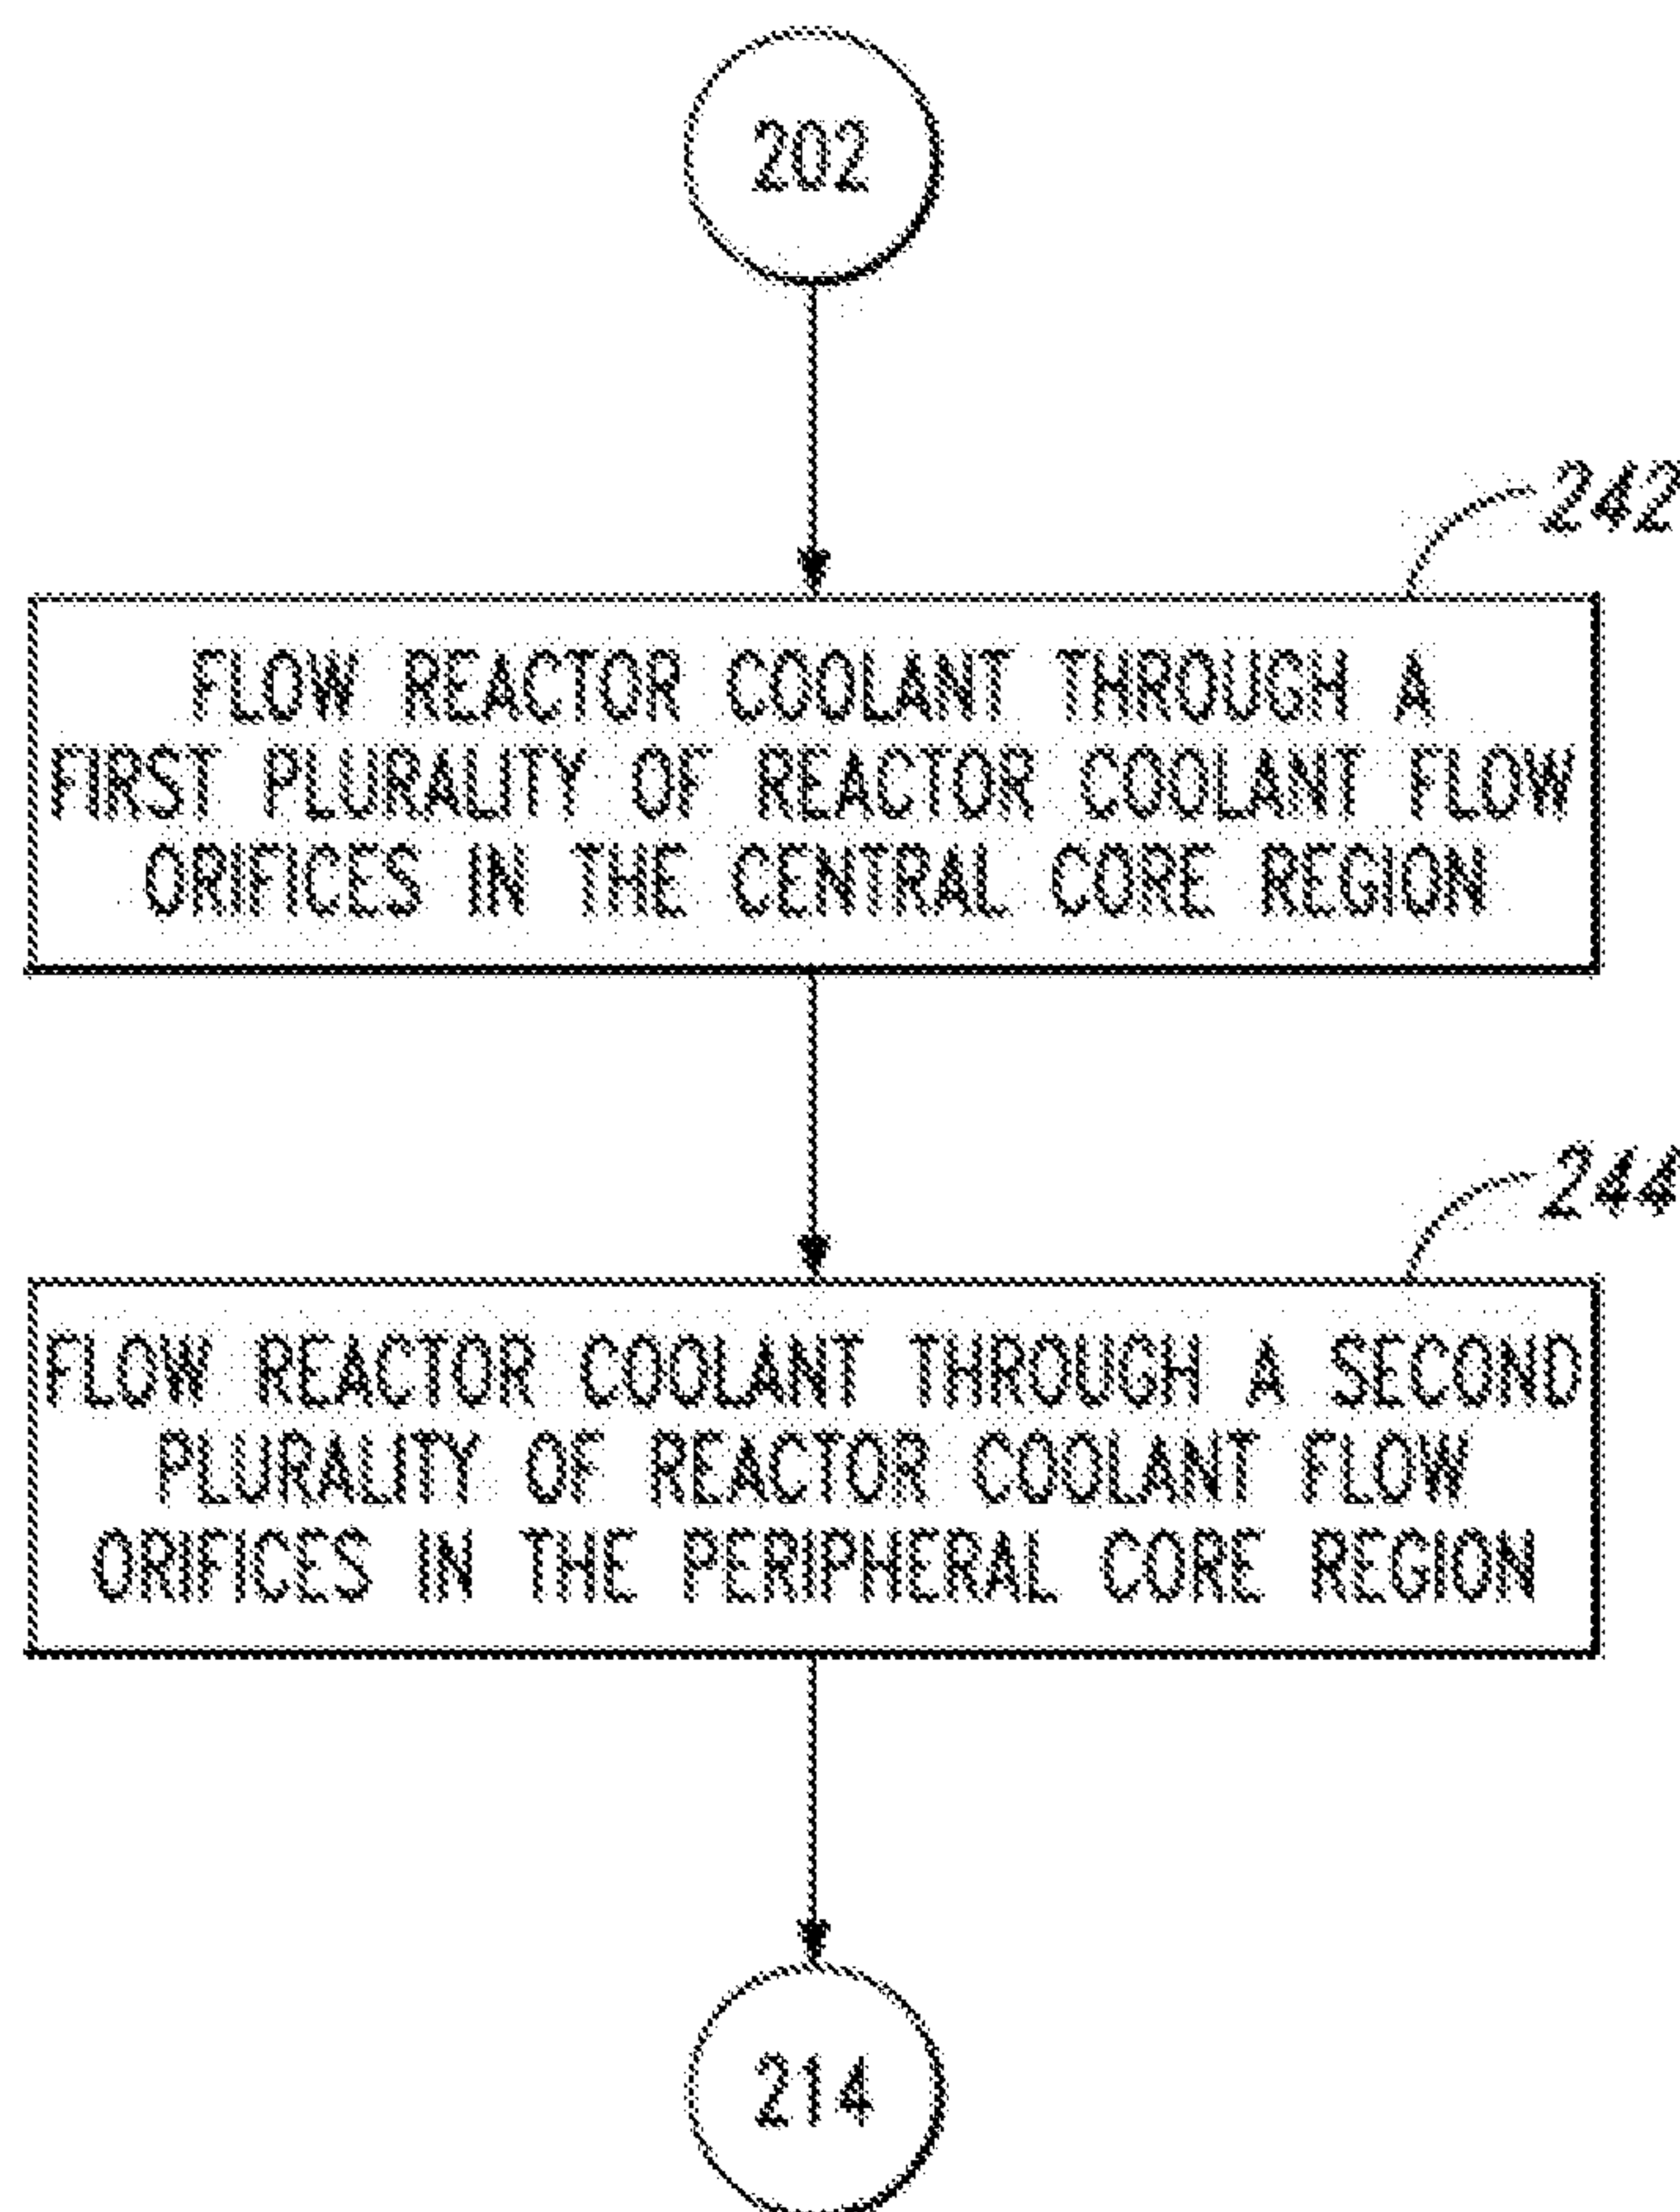 202
242
FLOW REACTOR COOLANT THROUGH A
FIRST PLURALITY OF REACTOR COOLANT FLOW
ORIFICES IN THE CENTRAL CORE REGION
244
FLOW REACTOR COOLANT THROUGH A SECOND
PLURALITY OF REACTOR COOLANT FLOW
ORIFICES IN THE PERIPHERAL CORE REGION
214